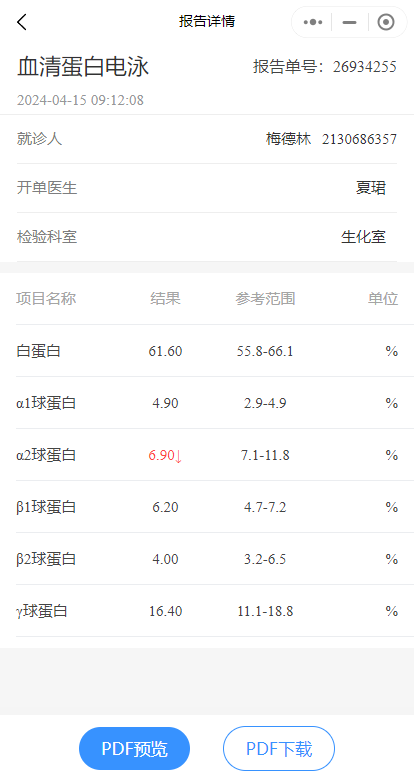 报告详情
血清蛋白电泳 报告单号：26934255
2024-04-15 09:12:08
就诊人 梅德林 2130686357
开单医生 夏珺
检验科室 生化室
项目名称 结果 参考范围 单位
白蛋白 61.60 55.8-66.1 %
α1球蛋白 4.90 2.9-4.9 %
α2球蛋白 6.90↓ 7.1-11.8 %
β1球蛋白 6.20 4.7-7.2 %
β2球蛋白 4.00 3.2-6.5 %
γ球蛋白 16.40 11.1-18.8 %
PDF预览 PDF下载